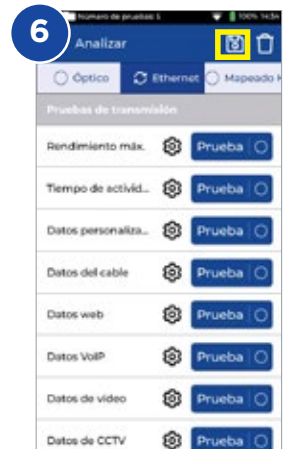 6
Número de pruebas: 1
100% 14:34
Analizar
Óptico Ethernet Mapeado
Pruebas de transmisión
Rendimiento máx. Prueba
Tiempo de activid... Prueba
Datos personaliza... Prueba
Datos del cable Prueba
Datos web Prueba
Datos VoIP Prueba
Datos de video Prueba
Datos de CCTV Prueba